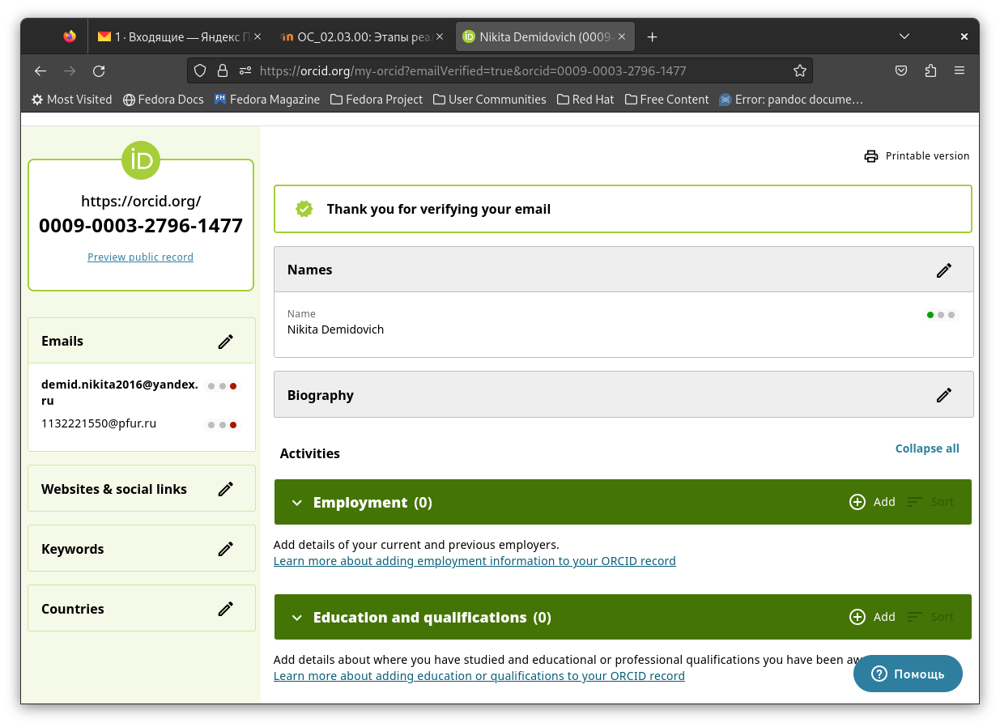 1 · Входящие — Яндекс П
OC_02.03.00: Этапы реал
Nikita Demidovich (0009-
https://orcid.org/my-orcid?emailVerified=true&orcid=0009-0003-2796-1477
Most Visited
Fedora Docs
Fedora Magazine
Fedora Project
User Communities
Red Hat
Free Content
Error: pandoc docume…
iD
https://orcid.org/
0009-0003-2796-1477
Preview public record
Emails
demid.nikita2016@yandex.
ru
1132221550@pfur.ru
Websites & social links
Keywords
Countries
Printable version
Thank you for verifying your email
Names
Name
Nikita Demidovich
Biography
Activities
Collapse all
Employment (0)
Add
Sort
Add details of your current and previous employers.
Learn more about adding employment information to your ORCID record
Education and qualifications (0)
Add
Sort
Add details about where you have studied and educational or professional qualifications you have been aw
Learn more about adding education or qualifications to your ORCID record
Помощь